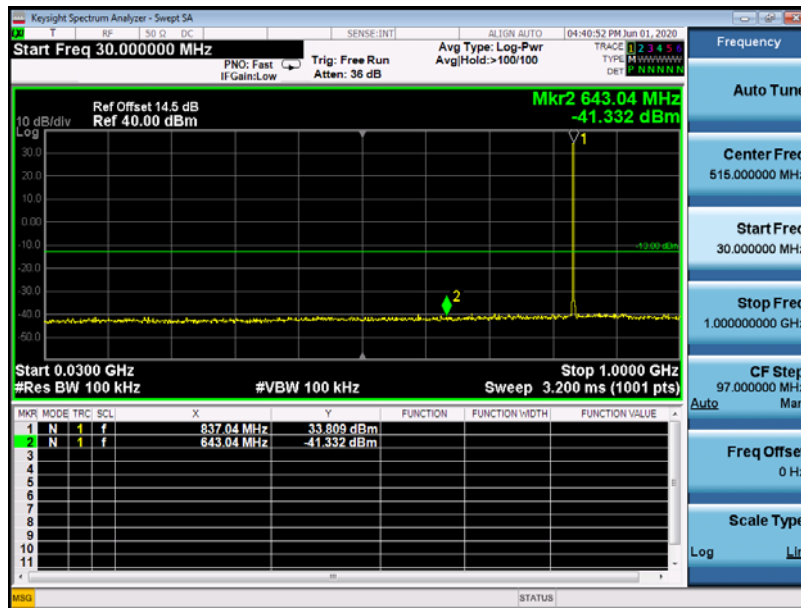 Keysight Spectrum Analyzer - Swept SA
LXI T RF 50 Ω DC SENSE:INT ALIGN AUTO 04:40:52 PM Jun 01, 2020
Start Freq 30.000000 MHz
PNO: Fast
IFGain:Low
Trig: Free Run
Atten: 36 dB
Avg Type: Log-Pwr
Avg|Hold:>100/100
TRACE 1 2 3 4 5 6
TYPE M W W W W W
DET P N N N N N
Frequency
Auto Tune
Center Freq
515.000000 MHz
Start Freq
30.000000 MHz
Stop Freq
1.000000000 GHz
CF Step
97.000000 MHz
Auto Man
Freq Offset
0 Hz
Scale Type
Log Lin
Ref Offset 14.5 dB
10 dB/div Ref 40.00 dBm
Log
Mkr2 643.04 MHz
-41.332 dBm
1
30.0
20.0
10.0
0.00
-10.0
-13.00 dBm
-20.0
-30.0
2
-40.0
-50.0
Start 0.0300 GHz Stop 1.0000 GHz
#Res BW 100 kHz #VBW 100 kHz Sweep 3.200 ms (1001 pts)
MKR MODE TRC SCL X Y FUNCTION FUNCTION WIDTH FUNCTION VALUE
1 N 1 f 837.04 MHz 33.809 dBm
2 N 1 f 643.04 MHz -41.332 dBm
3
4
5
6
7
8
9
10
11
MSG STATUS